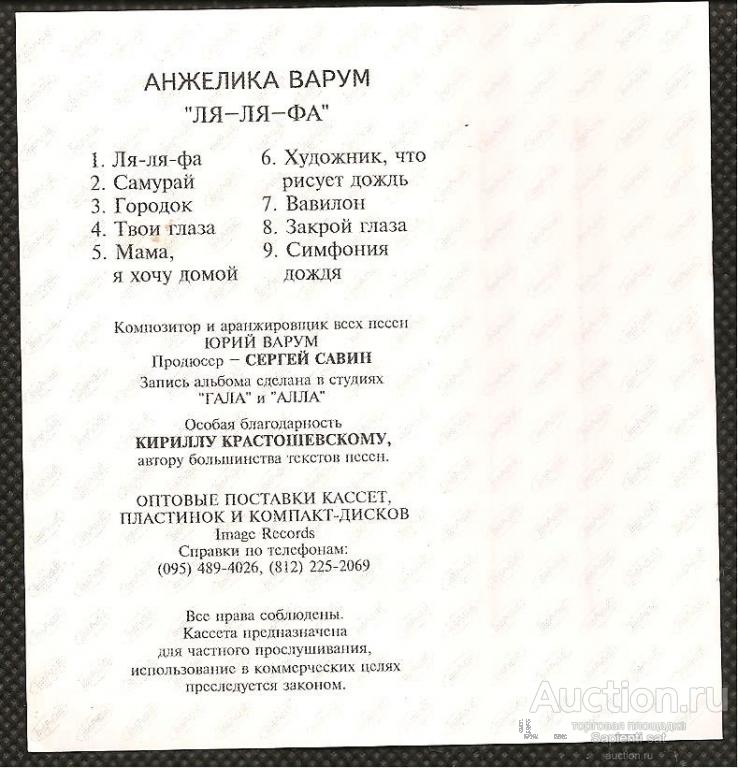 АНЖЕЛИКА ВАРУМ
"ЛЯ-ЛЯ-ФА"
1. Ля-ля-фа
2. Самурай
3. Городок
4. Твои глаза
5. Мама,
я хочу домой
6. Художник, что
рисует дождь
7. Вавилон
8. Закрой глаза
9. Симфония
дождя
Композитор и аранжировщик всех песен
ЮРИЙ ВАРУМ
Продюсер – СЕРГЕЙ САВИН
Запись альбома сделана в студиях
"ГАЛА" и "АЛЛА"
Особая благодарность
КИРИЛЛУ КРАСТОШЕВСКОМУ,
автору большинства текстов песен.
ОПТОВЫЕ ПОСТАВКИ КАССЕТ,
ПЛАСТИНОК И КОМПАКТ-ДИСКОВ
Image Records
Справки по телефонам:
(095) 489-4026, (812) 225-2069
Все права соблюдены.
Кассета предназначена
для частного прослушивания,
использование в коммерческих целях
преследуется законом.
Auction.ru
торговая площадка
Sapienti sat
auction.ru